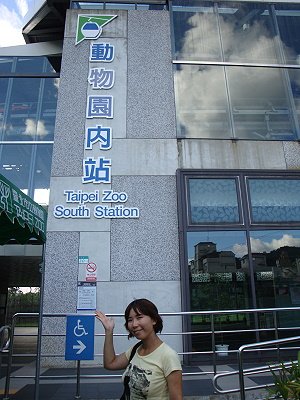 動物園內站
Taipei Zoo
South Station